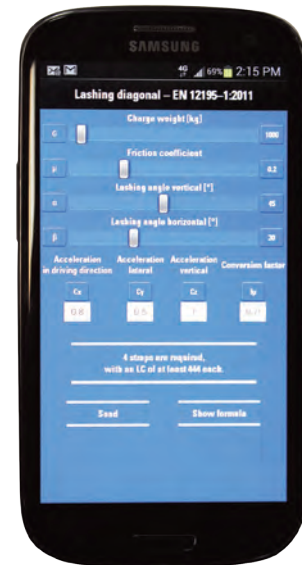 SAMSUNG
4G 69% 2:15 PM
Lashing diagonal – EN 12195–1:2011
Charge weight [kg]
G 1000
Friction coefficient
μ 0.2
Lashing angle vertical [°]
α 45
Lashing angle horizontal [°]
β 30
Acceleration Acceleration Acceleration Conversion factor
in driving direction lateral vertical
Cx Cy Cz
0.8 0.5 1
4 straps are required,
with an LC of at least 444 each.
Send Show formula